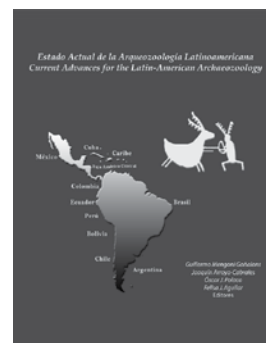 Estado Actual de la Arqueozoología Latinoamericana
Current Advances for the Latin-American Archaeozoology
Cuba
Caribe
México
Colombia
Ecuador
Brasil
Perú
Bolivia
Chile
Argentina
Guillermo Mengoni Goñalons
Joaquín Arroyo Cabrales
Óscar J. Polaco
Felisa J. Aguilar
Editores